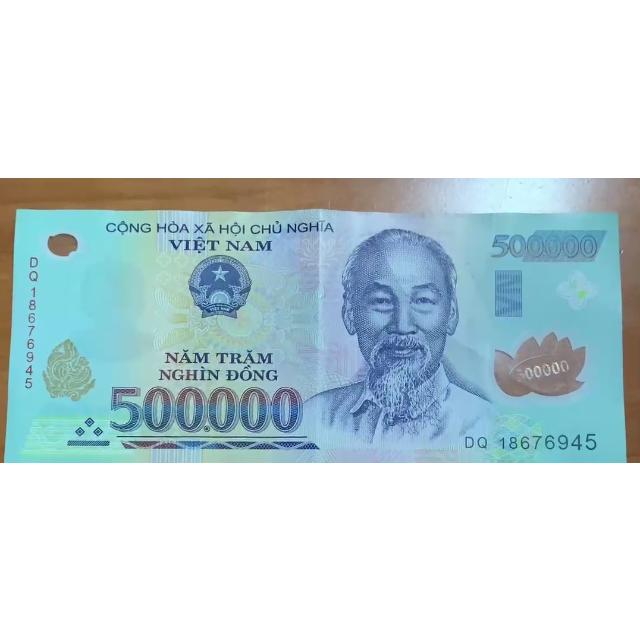 CỘNG HÒA XÃ HỘI CHỦ NGHĨA
VIỆT NAM
500000
DQ 18676945
NĂM TRĂM
NGHÌN ĐỒNG
500000
500.000
DQ 18676945